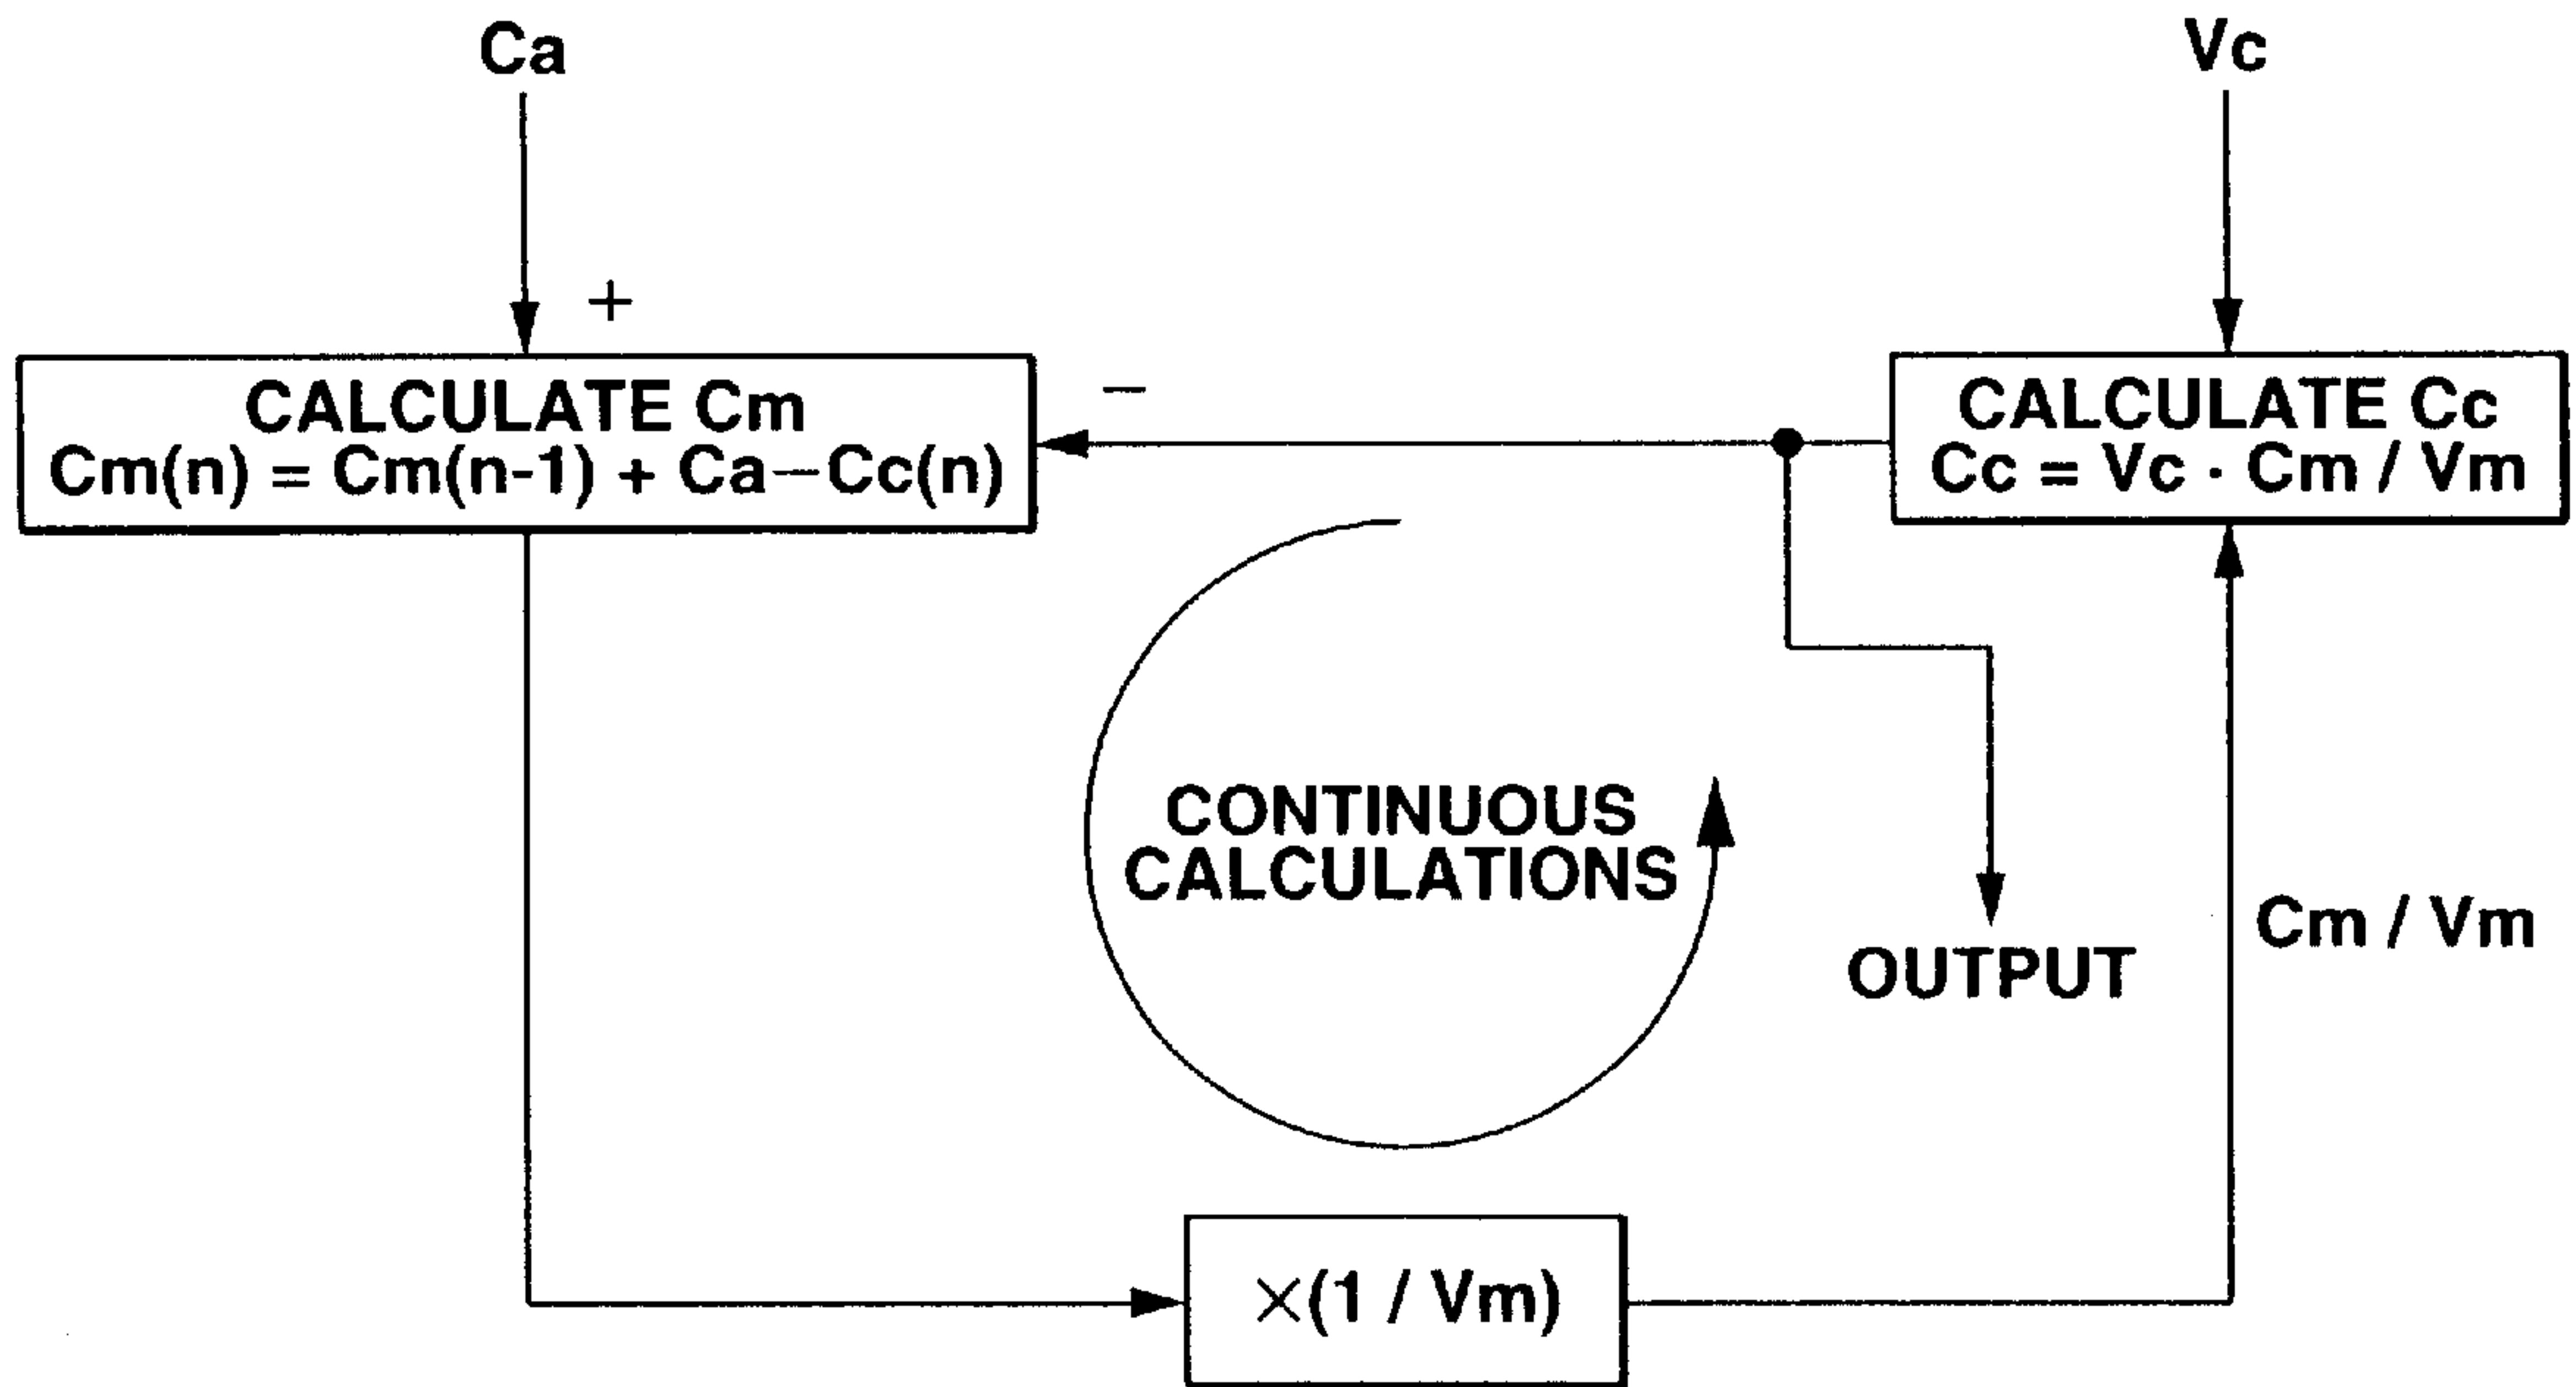 Ca
Vc
+
−
CALCULATE Cm
Cm(n) = Cm(n-1) + Ca−Cc(n)
CALCULATE Cc
Cc = Vc · Cm / Vm
CONTINUOUS
CALCULATIONS
OUTPUT
Cm / Vm
×(1 / Vm)